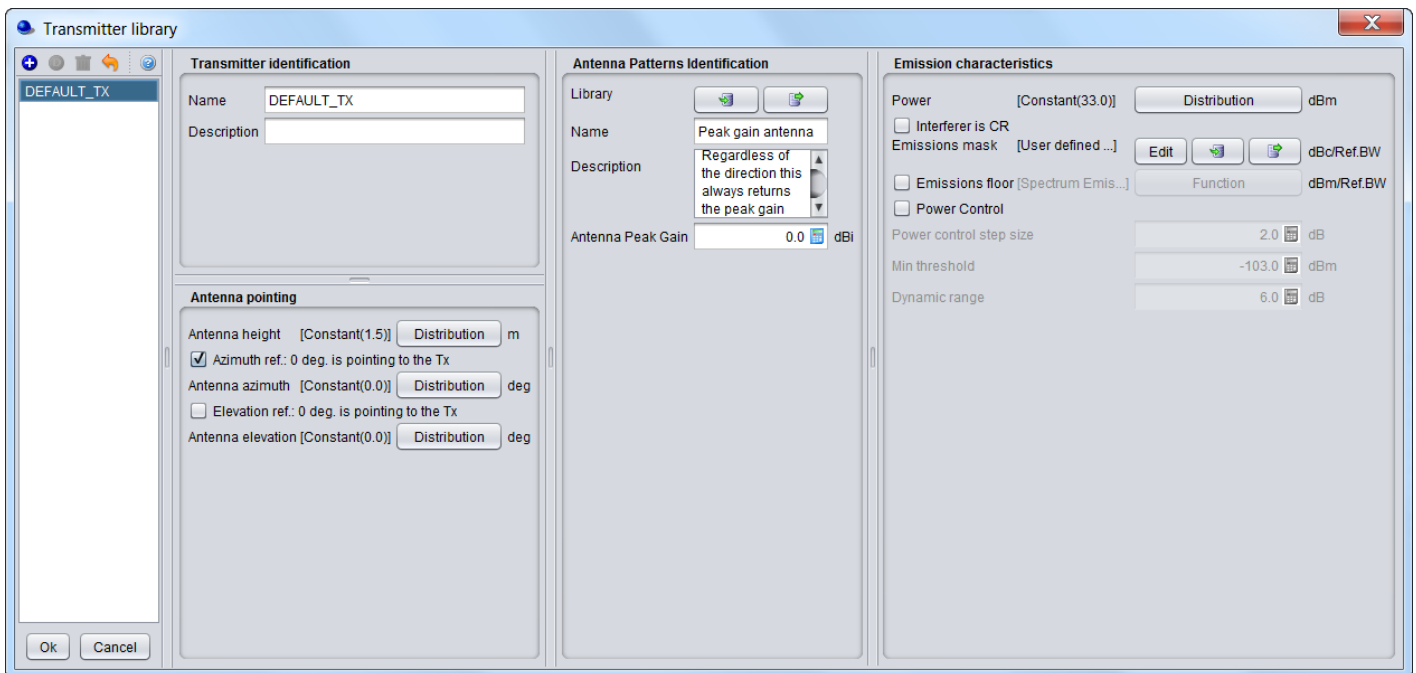 Transmitter library
DEFAULT_TX
Ok Cancel
Transmitter identification
Name DEFAULT_TX
Description
Antenna pointing
Antenna height [Constant(1.5)] Distribution m
Azimuth ref.: 0 deg. is pointing to the Tx
Antenna azimuth [Constant(0.0)] Distribution deg
Elevation ref.: 0 deg. is pointing to the Tx
Antenna elevation [Constant(0.0)] Distribution deg
Antenna Patterns Identification
Library
Name Peak gain antenna
Description
Regardless of
the direction this
always returns
the peak gain
Antenna Peak Gain 0.0 dBi
Emission characteristics
Power [Constant(33.0)] Distribution dBm
Interferer is CR
Emissions mask [User defined ...] Edit dBc/Ref.BW
Emissions floor [Spectrum Emis...] Function dBm/Ref.BW
Power Control
Power control step size 2.0 dB
Min threshold -103.0 dBm
Dynamic range 6.0 dB